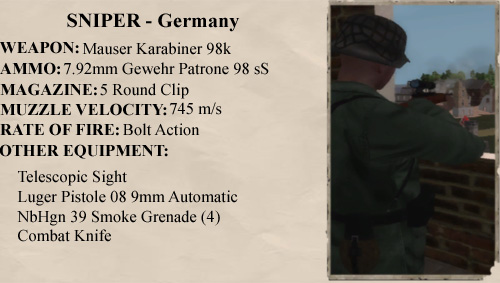 SNIPER - Germany
WEAPON: Mauser Karabiner 98k
AMMO: 7.92mm Gewehr Patrone 98 sS
MAGAZINE: 5 Round Clip
MUZZLE VELOCITY: 745 m/s
RATE OF FIRE: Bolt Action
OTHER EQUIPMENT:
Telescopic Sight
Luger Pistole 08 9mm Automatic
NbHgn 39 Smoke Grenade (4)
Combat Knife